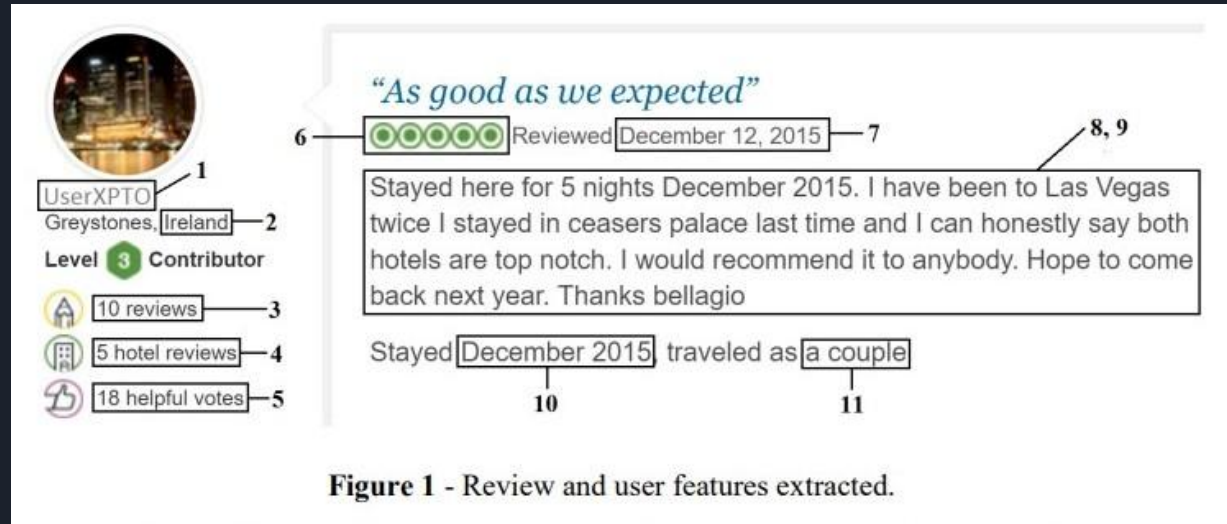 “As good as we expected”
6
Reviewed December 12, 2015
7
8, 9
1
UserXPTO
Greystones, Ireland
2
Level 3 Contributor
10 reviews
3
5 hotel reviews
4
18 helpful votes
5
Stayed here for 5 nights December 2015. I have been to Las Vegas
twice I stayed in ceasers palace last time and I can honestly say both
hotels are top notch. I would recommend it to anybody. Hope to come
back next year. Thanks bellagio
Stayed December 2015, traveled as a couple
10
11
Figure 1 - Review and user features extracted.